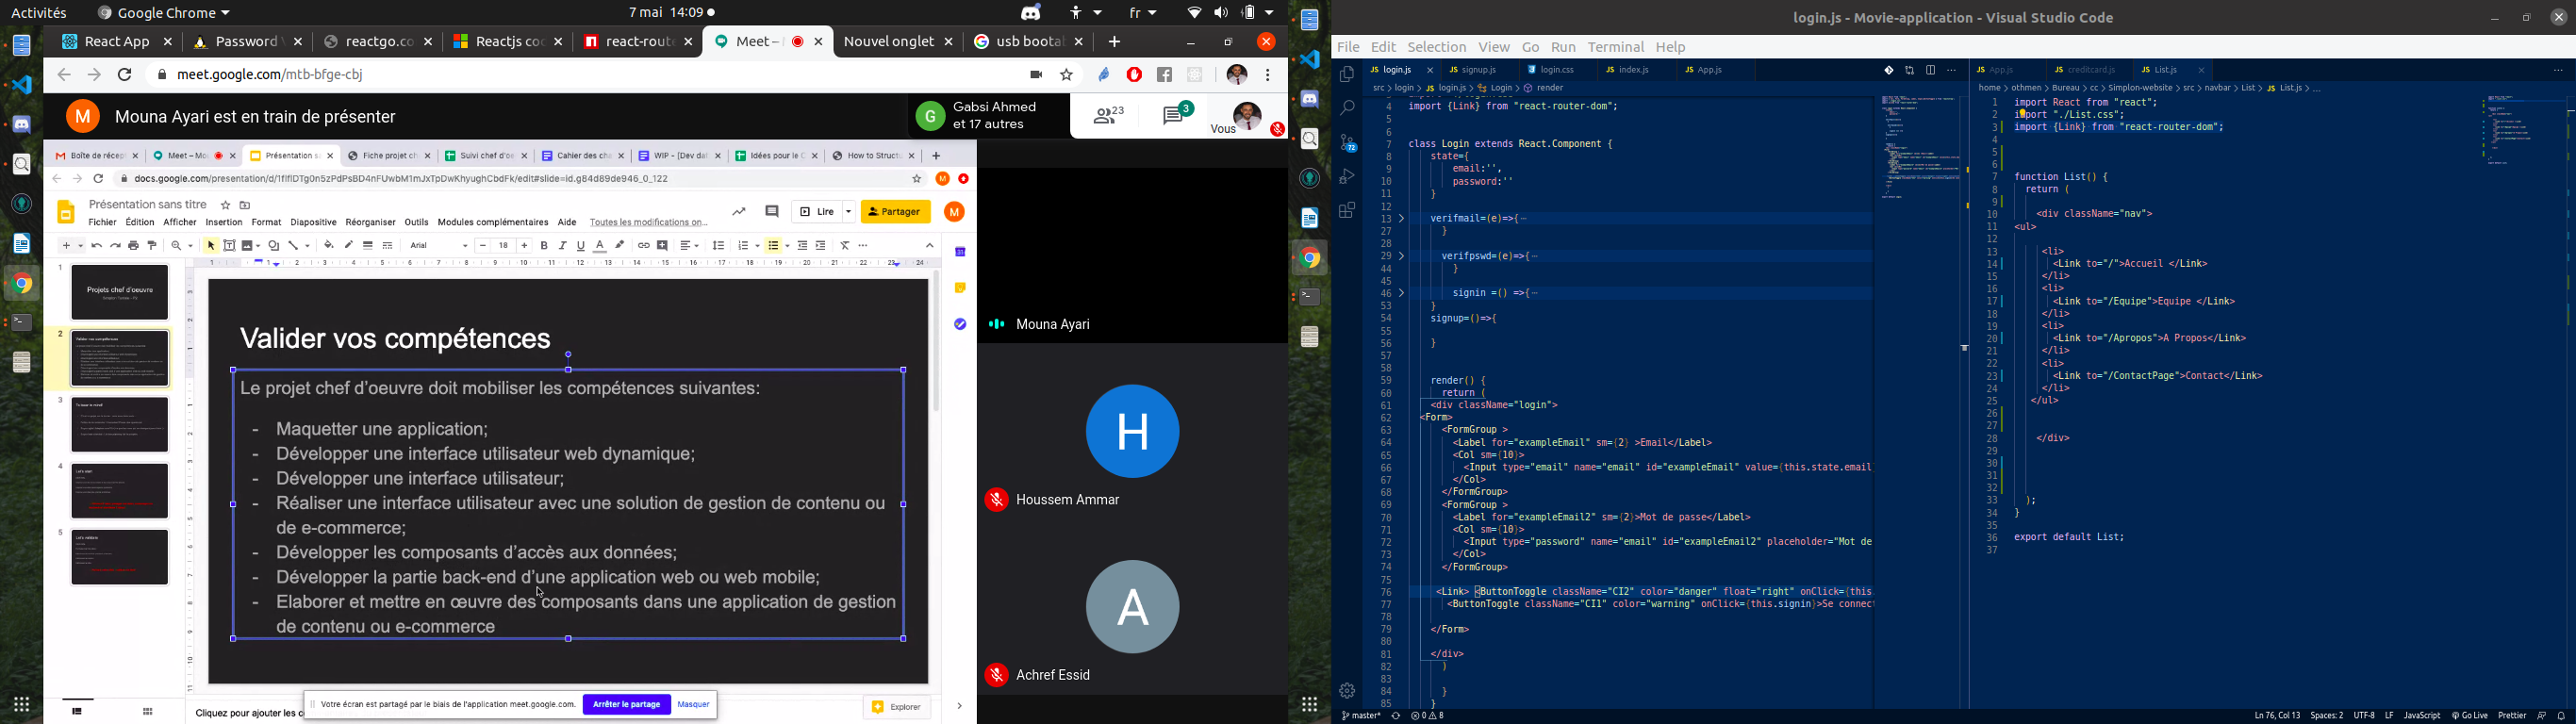 Activités
Google Chrome
7 mai 14:09
fr
React App
Password
reactgo.co
Reactjs co
react-route
Meet –
Nouvel onglet
usb bootal
meet.google.com/mtb-bfge-cbj
M
Mouna Ayari est en train de présenter
G
Gabsi Ahmed
et 17 autres
23
3
Vous
Boîte de récep
Meet – Mo
Présentation sa
Fiche projet ch
Suivi chef d'oe
Cahier des cha
WIP - [Dev da
Idées pour le C
How to Struct
Présentation sans titre
Lire
Partager
M
Fichier Édition Afficher Insertion Format Diapositive Réorganiser Outils Modules complémentaires Aide Toutes les modifications on...
Arial
18
1
Projets chef d'oeuvre
2
3
4
5
Valider vos compétences
Le projet chef d'oeuvre doit mobiliser les compétences suivantes:
- Maquetter une application;
- Développer une interface utilisateur web dynamique;
- Développer une interface utilisateur;
- Réaliser une interface utilisateur avec une solution de gestion de contenu ou
de e-commerce;
- Développer les composants d'accès aux données;
- Développer la partie back-end d'une application web ou web mobile;
- Elaborer et mettre en œuvre des composants dans une application de gestion
de contenu ou e-commerce
Votre écran est partagé par le biais de l'application meet.google.com.
Arrêter le partage
Masquer
Cliquez pour ajouter les c
Explorer
Mouna Ayari
H
Houssem Ammar
A
Achref Essid
login.js - Movie-application - Visual Studio Code
File Edit Selection View Go Run Terminal Help
72
JS login.js
JS signup.js
login.css
JS index.js
JS App.js
src > login > JS login.js > Login > render
4 import {Link} from "react-router-dom";
5
6
7 class Login extends React.Component {
8 state={
9 email:'',
10 password:''
11 }
12
13 verifmail=(e)=>{
27 }
28
29 verifpswd=(e)=>{
44 }
45
46 signin =() =>{
53 }
54 signup=()=>{
55
56 }
57
58
59 render() {
60 return (
61 <div className="login">
62 <Form>
63 <FormGroup >
64 <Label for="exampleEmail" sm={2} >Email</Label>
65 <Col sm={10}>
66 <Input type="email" name="email" id="exampleEmail" value={this.state.email
67 </Col>
68 </FormGroup>
69 <FormGroup >
70 <Label for="exampleEmail2" sm={2}>Mot de passe</Label>
71 <Col sm={10}>
72 <Input type="password" name="email" id="exampleEmail2" placeholder="Mot de
73 </Col>
74 </FormGroup>
75
76 <Link> <ButtonToggle className="CI2" color="danger" float="right" onClick={this
77 <ButtonToggle className="CI1" color="warning" onClick={this.signin}>Se connect
78
79 </Form>
80
81 </div>
82 )
83
84 }
85 }
JS App.js
JS creditcard.js
JS List.js
home > othmen > Bureau > cc > Simplon-website > src > navbar > List > JS List.js > ...
1 import React from "react";
2 import "./List.css";
3 import {Link} from "react-router-dom";
4
5
6
7 function List() {
8 return (
9
10 <div className="nav">
11 <ul>
12
13 <li>
14 <Link to="/">Accueil </Link>
15 </li>
16 <li>
17 <Link to="/Equipe">Equipe </Link>
18 </li>
19 <li>
20 <Link to="/Apropos">A Propos</Link>
21 </li>
22 <li>
23 <Link to="/ContactPage">Contact</Link>
24 </li>
25 </ul>
26
27
28 </div>
29
30
31
32
33 );
34 }
35
36 export default List;
37
master*
0
8
Ln 76, Col 13 Spaces: 2 UTF-8 LF JavaScript Go Live Prettier